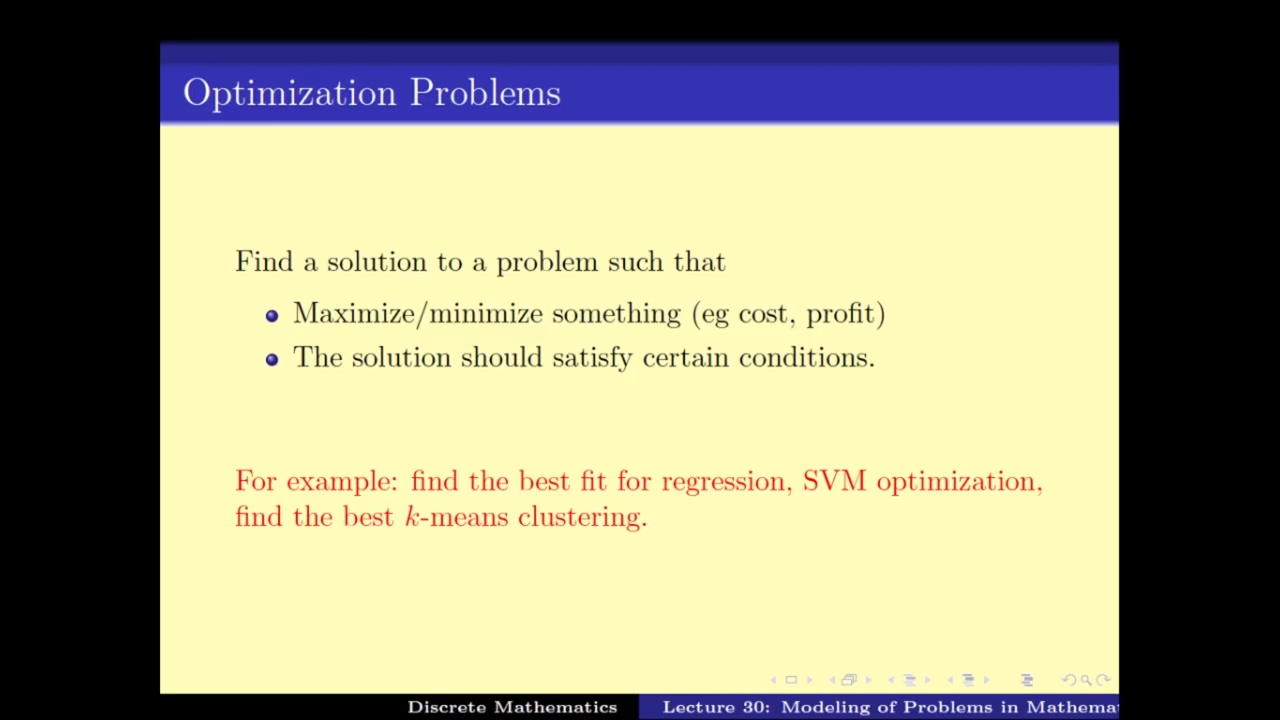 Optimization Problems
Find a solution to a problem such that
Maximize/minimize something (eg cost, profit)
The solution should satisfy certain conditions.
For example: find the best fit for regression, SVM optimization,
find the best k-means clustering.
Discrete Mathematics
Lecture 30: Modeling of Problems in Mathema